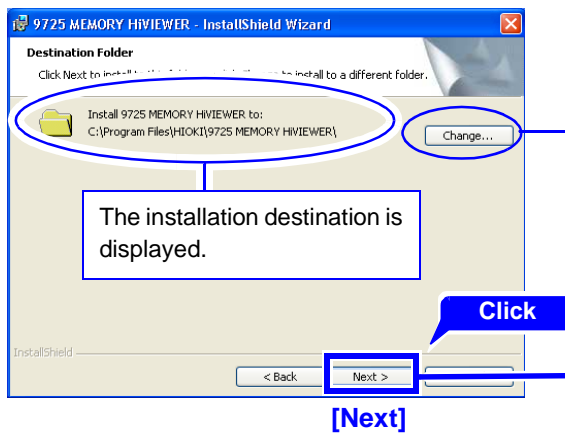 9725 MEMORY HiVIEWER - InstallShield Wizard
Destination Folder
Click Next to install to install to a different folder.
Install 9725 MEMORY HiVIEWER to:
C:\Program Files\HIOKI\9725 MEMORY HiVIEWER\
Change...
The installation destination is
displayed.
Click
InstallShield
< Back
Next >
[Next]